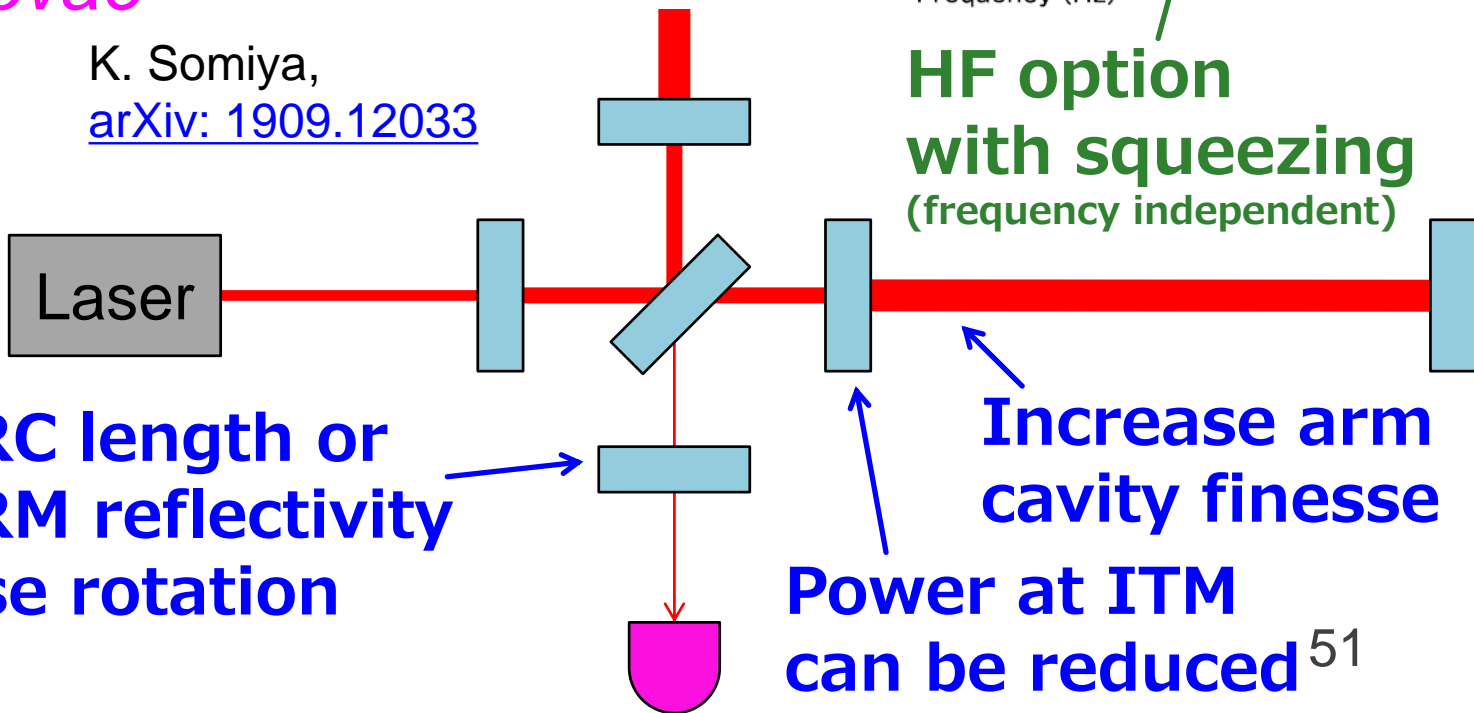 K. Somiya,
arXiv: 1909.12033
HF option
with squeezing
(frequency independent)
Laser
RC length or
RM reflectivity
se rotation
Increase arm
cavity finesse
Power at ITM
can be reduced
51